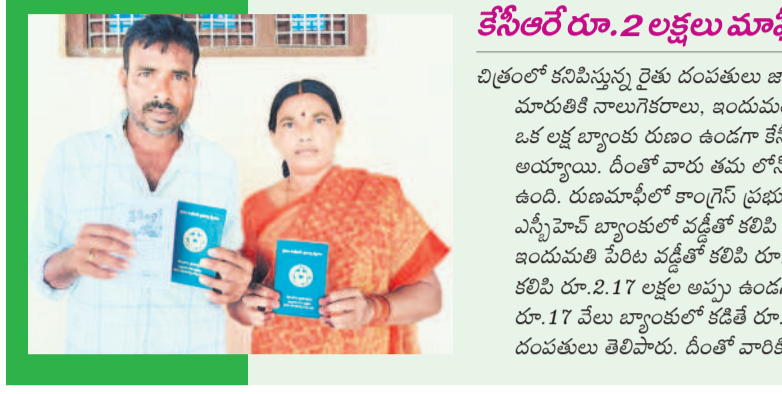 కేసీఆరే రూ.2 లక్షలు
చిత్రంలో కనిపిస్తున్న రైతు దంపతులు
మారుతికి నాలుగెకరాలు,
ఒక లక్ష బ్యాంకు రుణం ఉండగా
అయ్యాయి. దీంతో వారు తమ
ఉంది. రుణమాఫీలో కాంగ్రెస్
ఎస్బీహెచ్ బ్యాంకులో వడ్డీతో కలిపి
ఇందుమతి పేరిట వడ్డీతో కలిపి రూ.
కలిపి రూ.2.17 లక్షల అప్పు
రూ.17 వేలు బ్యాంకులో కడితే రూ.
దంపతులు తెలిపారు. దీంతో